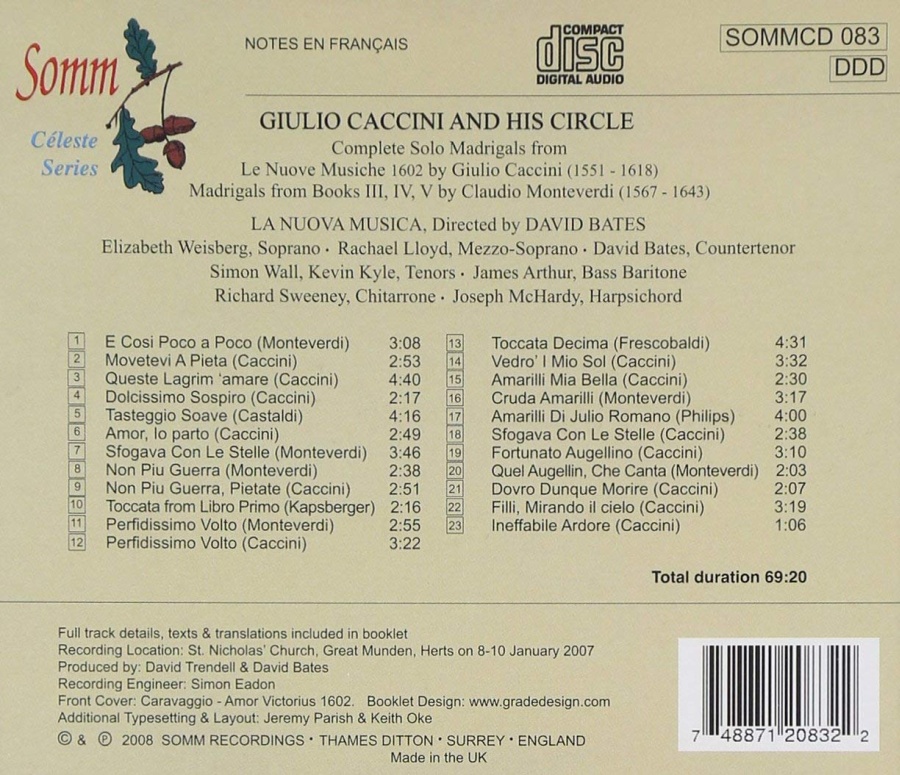 Somm
Céleste
Series
NOTES EN FRANÇAIS
COMPACT
disc
DIGITAL AUDIO
SOMMCD 083
DDD
GIULIO CACCINI AND HIS CIRCLE
Complete Solo Madrigals from
Le Nuove Musiche 1602 by Giulio Caccini (1551 - 1618)
Madrigals from Books III, IV, V by Claudio Monteverdi (1567 - 1643)
LA NUOVA MUSICA, Directed by DAVID BATES
Elizabeth Weisberg, Soprano · Rachael Lloyd, Mezzo-Soprano · David Bates, Countertenor
Simon Wall, Kevin Kyle, Tenors · James Arthur, Bass Baritone
Richard Sweeney, Chitarrone · Joseph McHardy, Harpsichord
1 E Cosi Poco a Poco (Monteverdi) 3:08
2 Movetevi A Pieta (Caccini) 2:53
3 Queste Lagrim ‘amare (Caccini) 4:40
4 Dolcissimo Sospiro (Caccini) 2:17
5 Tasteggio Soave (Castaldi) 4:16
6 Amor, Io parto (Caccini) 2:49
7 Sfogava Con Le Stelle (Monteverdi) 3:46
8 Non Piu Guerra (Monteverdi) 2:38
9 Non Piu Guerra, Pietate (Caccini) 2:51
10 Toccata from Libro Primo (Kapsberger) 2:16
11 Perfidissimo Volto (Monteverdi) 2:55
12 Perfidissimo Volto (Caccini) 3:22
13 Toccata Decima (Frescobaldi) 4:31
14 Vedro’ I Mio Sol (Caccini) 3:32
15 Amarilli Mia Bella (Caccini) 2:30
16 Cruda Amarilli (Monteverdi) 3:17
17 Amarilli Di Julio Romano (Philips) 4:00
18 Sfogava Con Le Stelle (Caccini) 2:38
19 Fortunato Augellino (Caccini) 3:10
20 Quel Augellin, Che Canta (Monteverdi) 2:03
21 Dovro Dunque Morire (Caccini) 2:07
22 Filli, Mirando il cielo (Caccini) 3:19
23 Ineffabile Ardore (Caccini) 1:06
Total duration 69:20
Full track details, texts & translations included in booklet
Recording Location: St. Nicholas’ Church, Great Munden, Herts on 8-10 January 2007
Produced by: David Trendell & David Bates
Recording Engineer: Simon Eadon
Front Cover: Caravaggio - Amor Victorius 1602. Booklet Design: www.gradedesign.com
Additional Typesetting & Layout: Jeremy Parish & Keith Oke
© & ℗ 2008 SOMM RECORDINGS · THAMES DITTON · SURREY · ENGLAND
Made in the UK
7 48871 20832 2